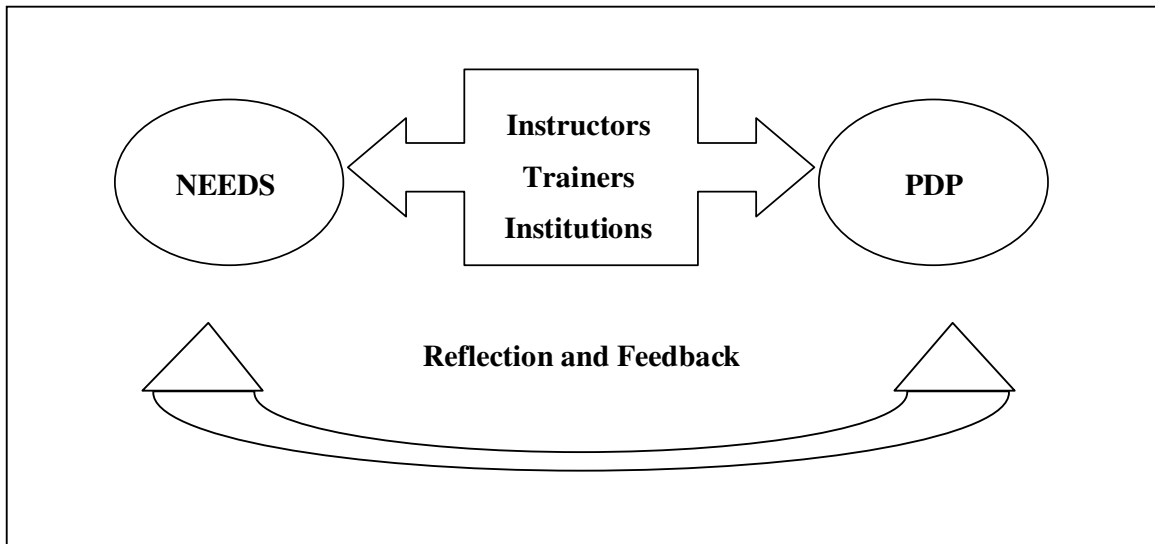 NEEDS
Instructors
Trainers
Institutions
PDP
Reflection and Feedback